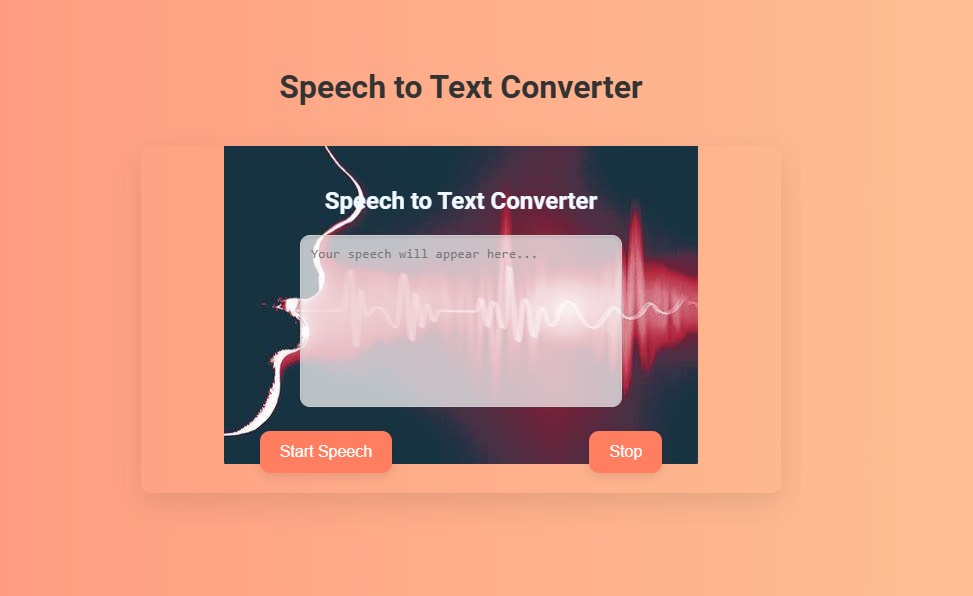 Speech to Text Converter
Speech to Text Converter
Your speech will appear here...
Start Speech
Stop